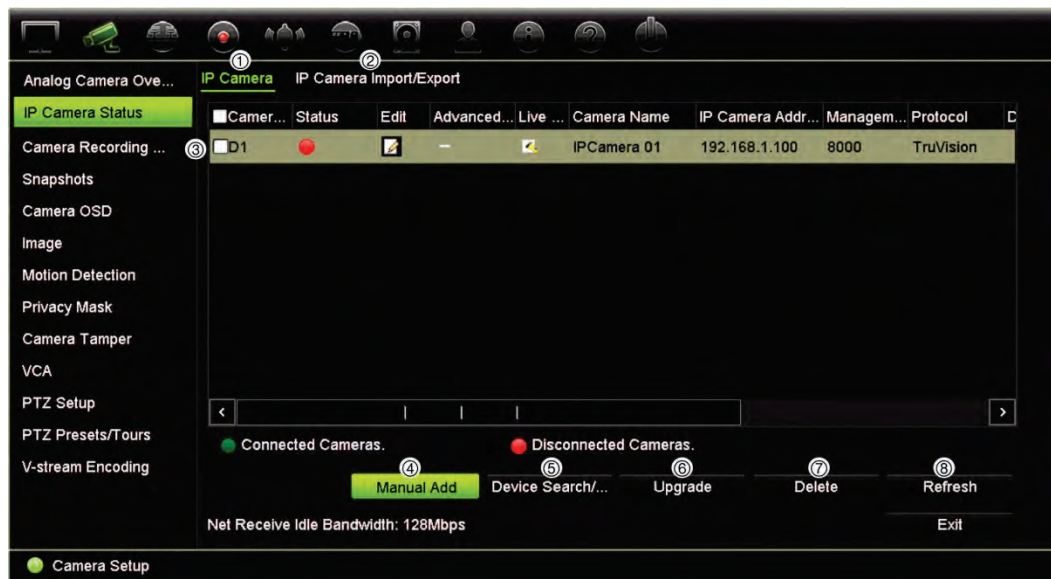 ① ②
Analog Camera Ove... IP Camera IP Camera Import/Export
IP Camera Status Camer... Status Edit Advanced... Live ... Camera Name IP Camera Addr... Managem... Protocol D
Camera Recording ... ③ D1 – IPCamera 01 192.168.1.100 8000 TruVision
Snapshots
Camera OSD
Image
Motion Detection
Privacy Mask
Camera Tamper
VCA
PTZ Setup
< >
PTZ Presets/Tours
Connected Cameras. Disconnected Cameras.
V-stream Encoding
④ ⑤ ⑥ ⑦ ⑧
Manual Add Device Search/... Upgrade Delete Refresh
Net Receive Idle Bandwidth: 128Mbps Exit
Camera Setup